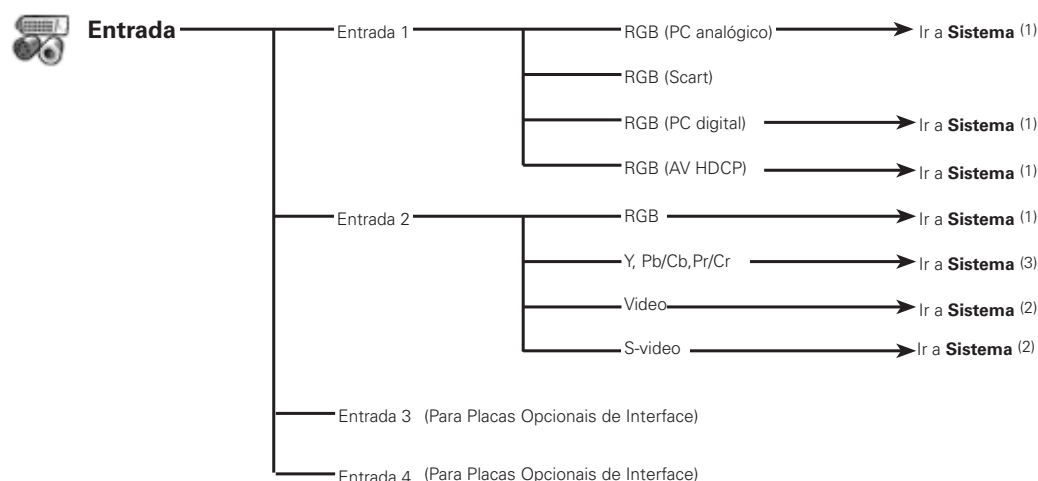 Entrada
Entrada 1
RGB (PC analógico)
Ir a Sistema (1)
RGB (Scart)
RGB (PC digital)
Ir a Sistema (1)
RGB (AV HDCP)
Ir a Sistema (1)
Entrada 2
RGB
Ir a Sistema (1)
Y, Pb/Cb,Pr/Cr
Ir a Sistema (3)
Video
Ir a Sistema (2)
S-video
Ir a Sistema (2)
Entrada 3 (Para Placas Opcionais de Interface)
Entrada 4 (Para Placas Opcionais de Interface)